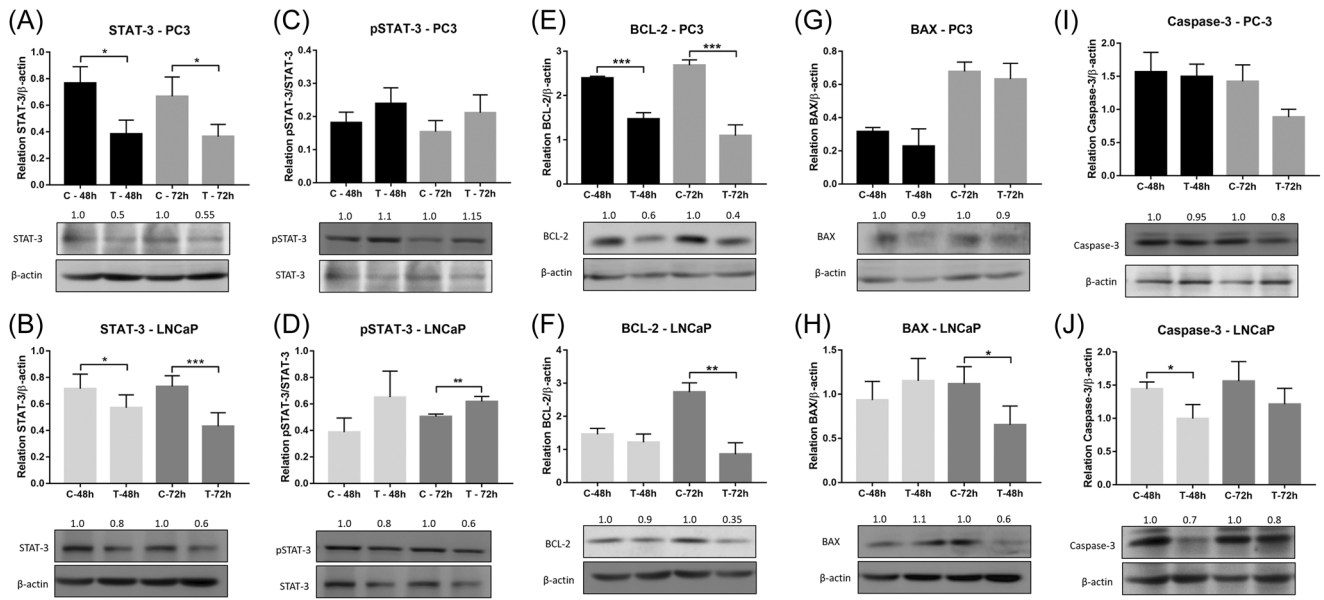 (A)
STAT-3 - PC3
Relation STAT-3/β-actin
1.0
0.8
0.6
0.4
0.2
0.0
*
*
C - 48h T - 48h C - 72h T - 72h
1.0 0.5 1.0 0.55
STAT-3
β-actin
(C)
pSTAT-3 - PC3
Relation pSTAT-3/STAT-3
0.4
0.3
0.2
0.1
0.0
C - 48h T - 48h C - 72h T - 72h
1.0 1.1 1.0 1.15
pSTAT-3
STAT-3
(E)
BCL-2 - PC3
Relation BCL-2/β-actin
3
2
1
0
***
***
C-48h T-48h C-72h T-72h
1.0 0.6 1.0 0.4
BCL-2
β-actin
(G)
BAX - PC3
Relation BAX/β-actin
0.8
0.6
0.4
0.2
0.0
C-48h T-48h C-72h T-72h
1.0 0.9 1.0 0.9
BAX
β-actin
(I)
Caspase-3 - PC-3
Relation Caspase-3/β-actin
2.0
1.5
1.0
0.5
0.0
C-48h T-48h C-72h T-72h
1.0 0.95 1.0 0.8
Caspase-3
β-actin
(B)
STAT-3 - LNCaP
Relation STAT-3/β-actin
1.0
0.8
0.6
0.4
0.2
0.0
*
***
C-48h T-48h C-72h T-72h
1.0 0.8 1.0 0.6
STAT-3
β-actin
(D)
pSTAT-3 - LNCaP
Relation pSTAT-3/STAT-3
1.0
0.8
0.6
0.4
0.2
0.0
**
C - 48h T - 48h C - 72h T - 72h
1.0 0.8 1.0 0.6
pSTAT-3
STAT-3
(F)
BCL-2 - LNCaP
Relation BCL-2/β-actin
4
3
2
1
0
**
C-48h T-48h C-72h T-72h
1.0 0.9 1.0 0.35
BCL-2
β-actin
(H)
BAX - LNCaP
Relation BAX/β-actin
1.5
1.0
0.5
0.0
*
C-48h T-48h C-72h T-48h
1.0 1.1 1.0 0.6
BAX
β-actin
(J)
Caspase-3 - LNCaP
Relation Caspase-3/β-actin
2.0
1.5
1.0
0.5
0.0
*
C-48h T-48h C-72h T-72h
1.0 0.7 1.0 0.8
Caspase-3
β-actin